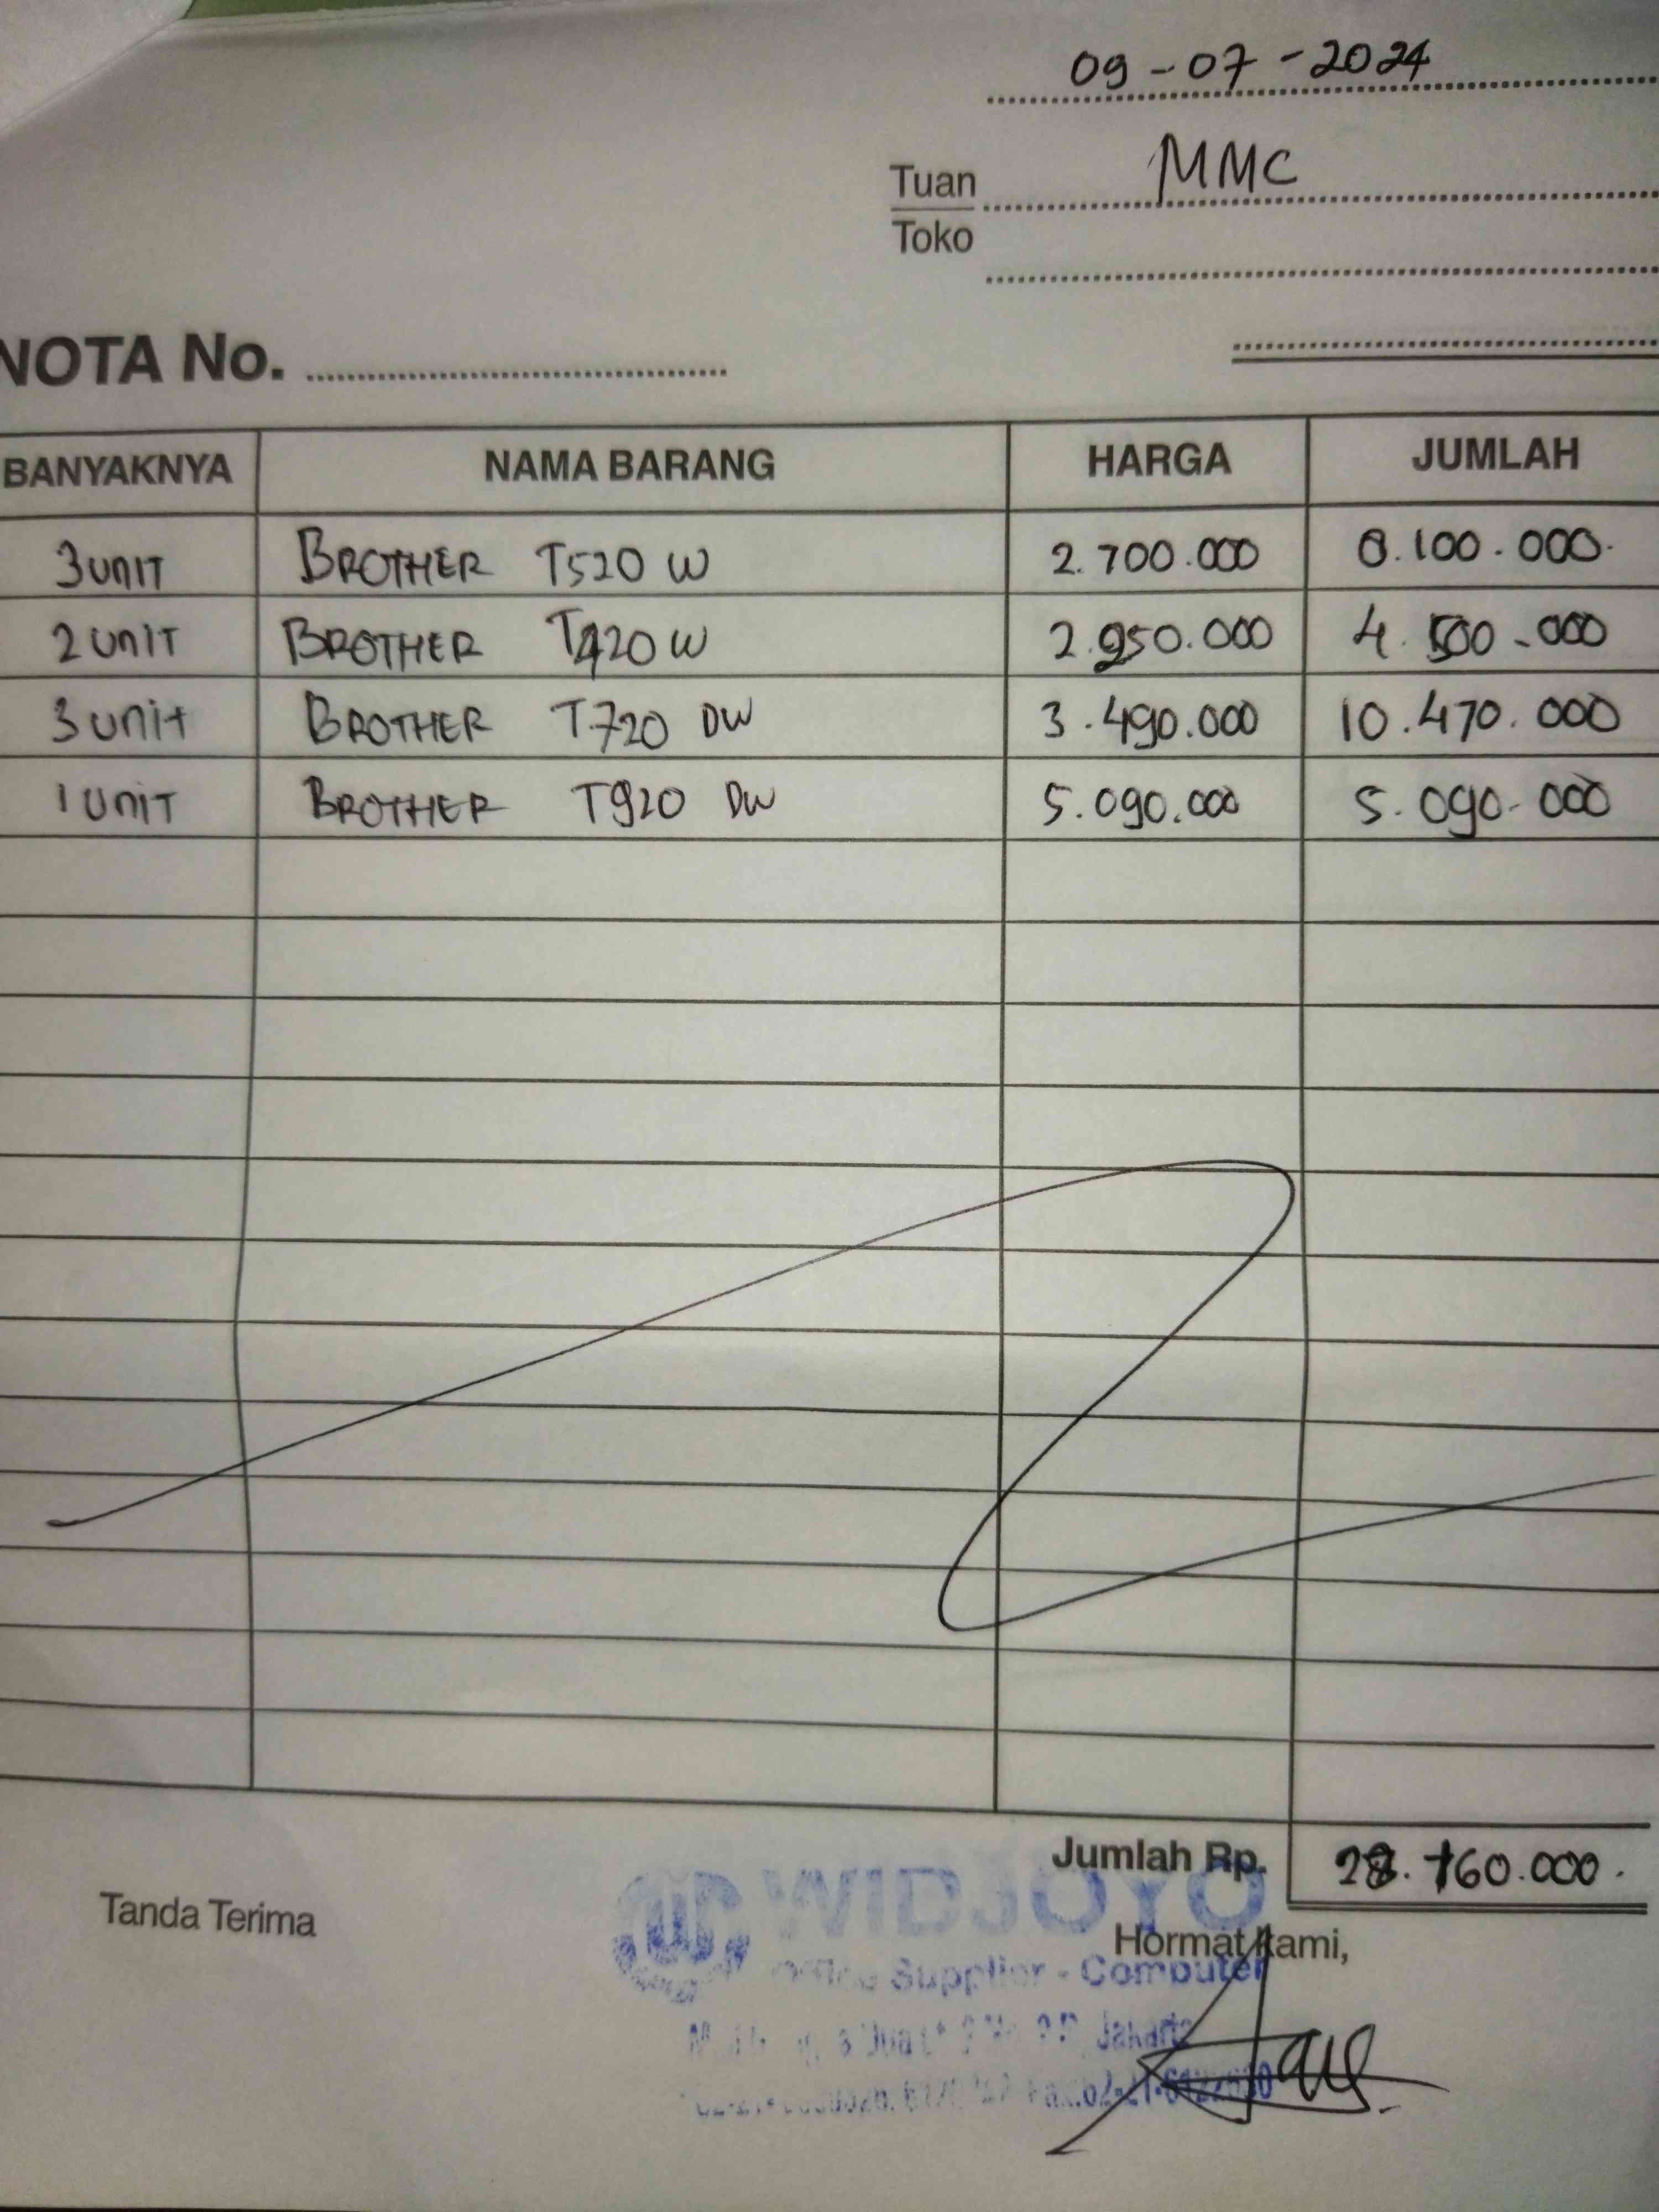 09-07-2024
Tuan MMC
Toko
NOTA No.
BANYAKNYA NAMA BARANG HARGA JUMLAH
3 UNIT BROTHER T520 W 2.700.000 8.100.000
2 UNIT BROTHER T420 W 2.250.000 4.500.000
3 UNIT BROTHER T720 DW 3.490.000 10.470.000
1 UNIT BROTHER T920 DW 5.090.000 5.090.000
Jumlah Rp. 28.160.000
WIDJOYO
Tanda Terima Hormat Kami,
Office Supplier - Computer
Jakarta